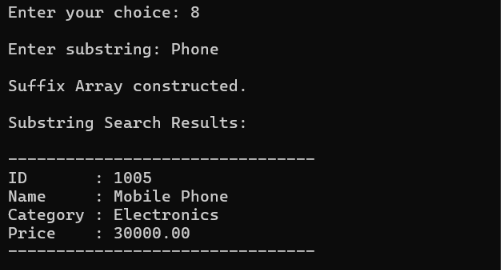 Enter your choice: 8
Enter substring: Phone
Suffix Array constructed.
Substring Search Results:
--------------------------------
ID       : 1005
Name     : Mobile Phone
Category : Electronics
Price    : 30000.00
--------------------------------